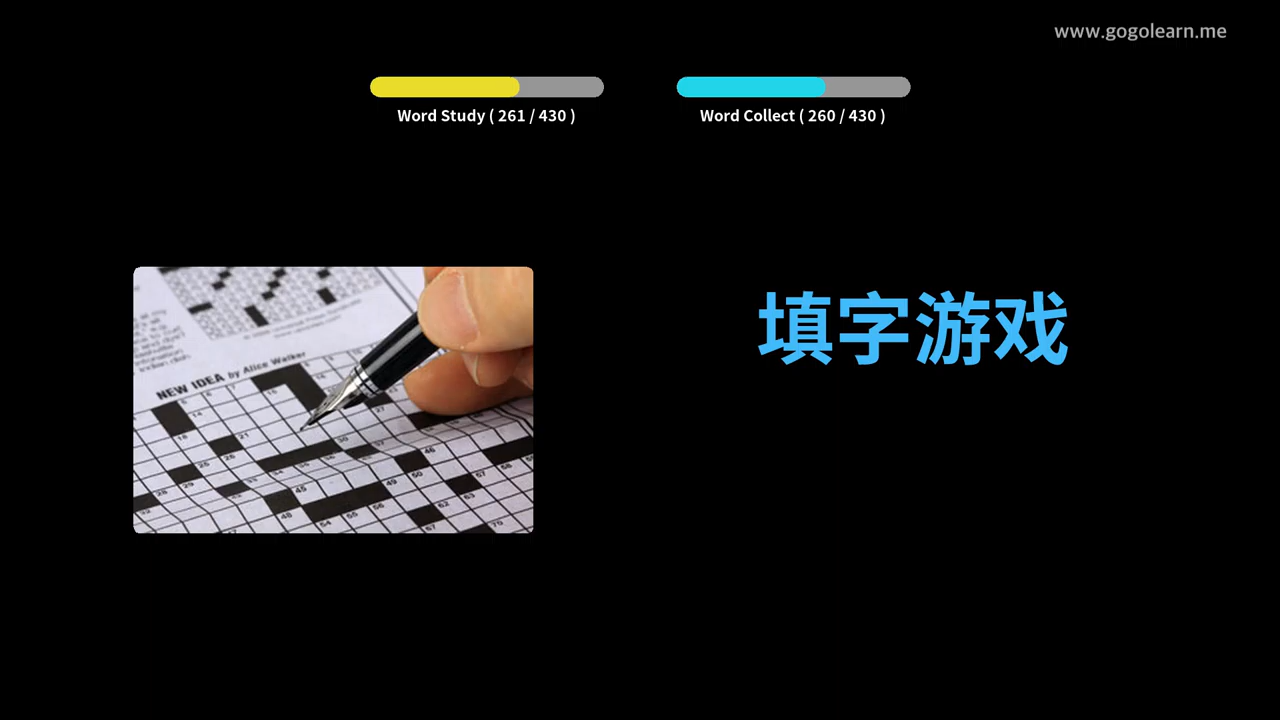 www.gogolearn.me
Word Study ( 261 / 430 )
Word Collect ( 260 / 430 )
填字游戏
NEW IDEA by Alice Walker